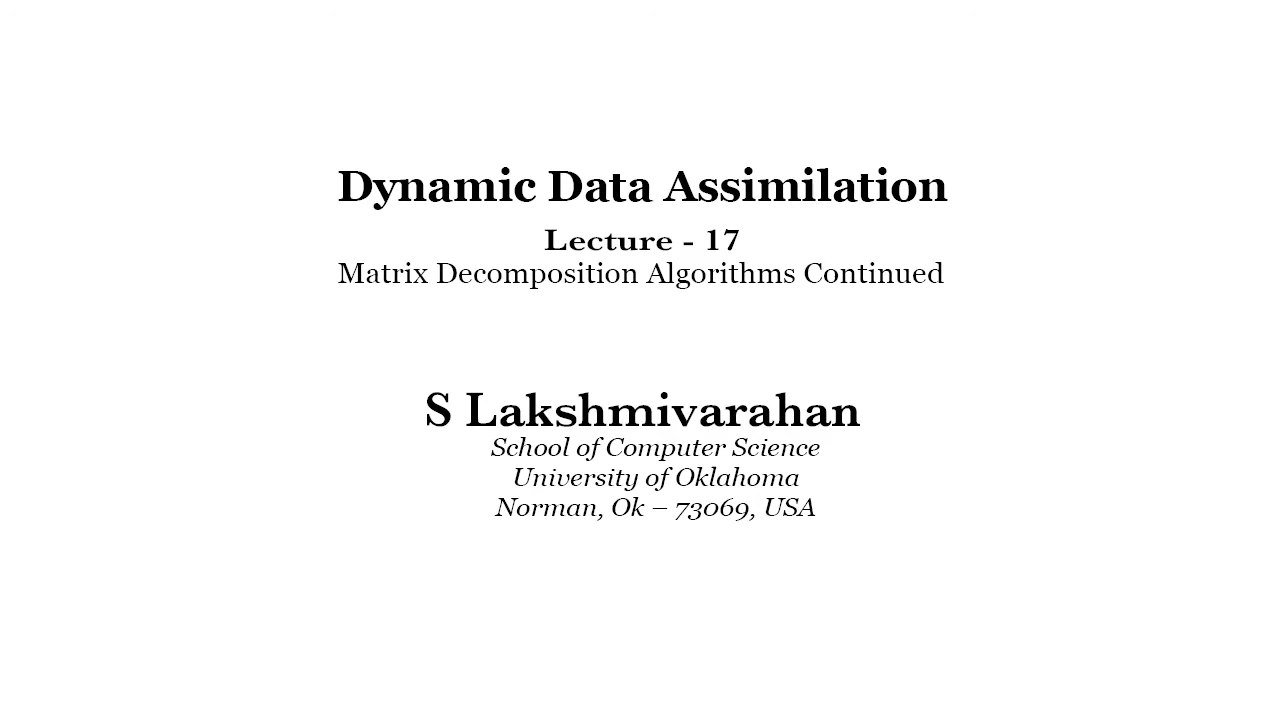 Dynamic Data Assimilation
Lecture - 17
Matrix Decomposition Algorithms Continued
S Lakshmivarahan
School of Computer Science
University of Oklahoma
Norman, Ok – 73069, USA